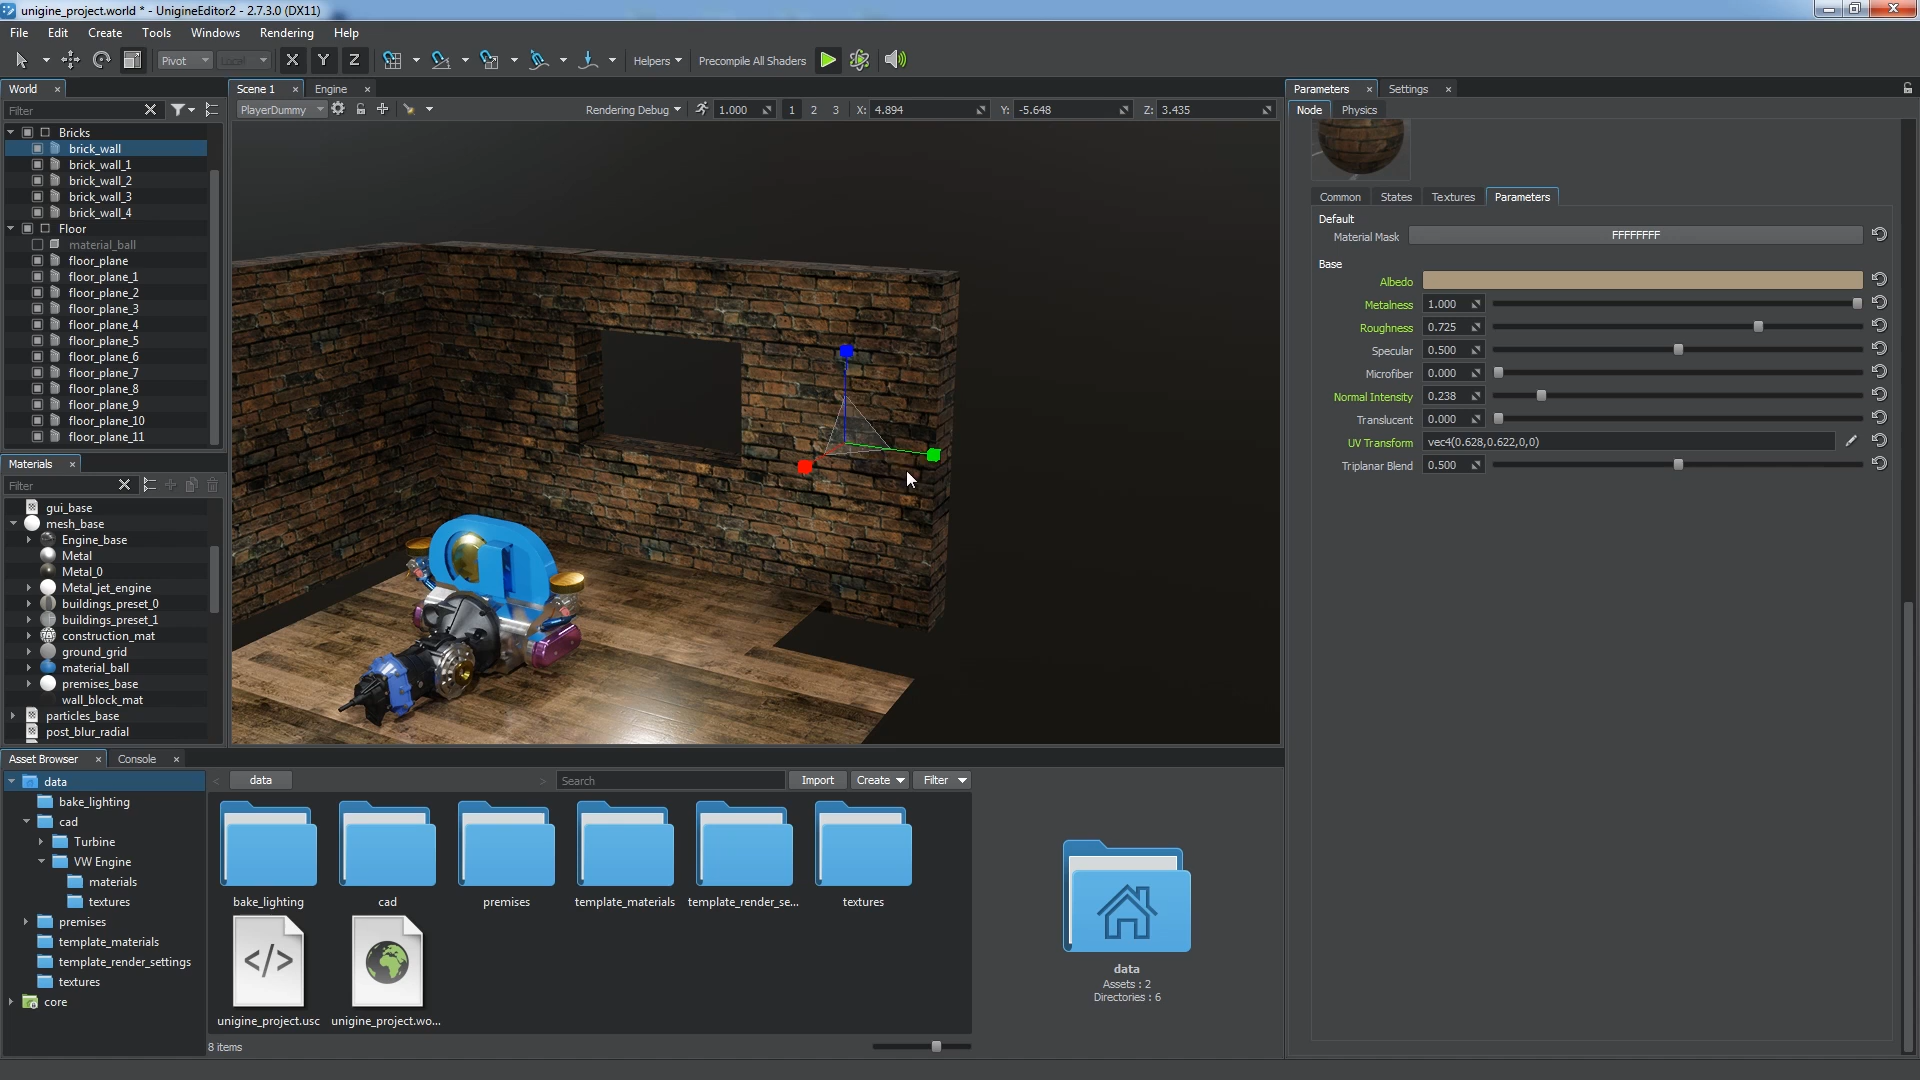 unigine_project.world * - UnigineEditor2 - 2.7.3.0 (DX11)
File Edit Create Tools Windows Rendering Help
Pivot Local X Y Z Helpers Precompile All Shaders
World
Filter
Bricks
brick_wall
brick_wall_1
brick_wall_2
brick_wall_3
brick_wall_4
Floor
material_ball
floor_plane
floor_plane_1
floor_plane_2
floor_plane_3
floor_plane_4
floor_plane_5
floor_plane_6
floor_plane_7
floor_plane_8
floor_plane_9
floor_plane_10
floor_plane_11
Materials
Filter
gui_base
mesh_base
Engine_base
Metal
Metal_0
Metal_jet_engine
buildings_preset_0
buildings_preset_1
construction_mat
ground_grid
material_ball
premises_base
wall_block_mat
particles_base
post_blur_radial
Scene 1 Engine
PlayerDummy Rendering Debug 1.000 1 2 3 X: 4.894 Y: -5.648 Z: 3.435
Parameters Settings
Node Physics
Common States Textures Parameters
Default
Material Mask FFFFFFFF
Base
Albedo
Metalness 1.000
Roughness 0.725
Specular 0.500
Microfiber 0.000
Normal Intensity 0.238
Translucent 0.000
UV Transform vec4(0.628,0.622,0,0)
Triplanar Blend 0.500
Asset Browser Console
data
bake_lighting
cad
Turbine
VW Engine
materials
textures
premises
template_materials
template_render_settings
textures
core
< data > Search Import Create Filter
bake_lighting cad premises template_materials template_render_se... textures
unigine_project.usc unigine_project.wo...
8 items
data
Assets : 2
Directories : 6